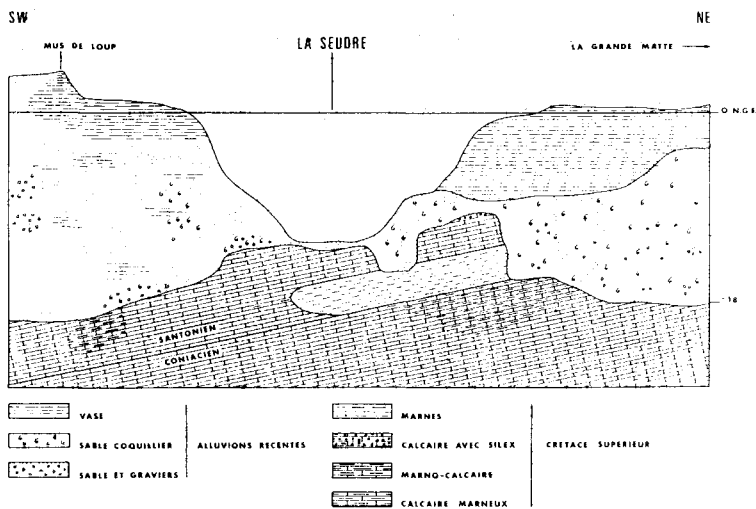 SW NE
LA SEUDRE
MUS DE LOUP LA GRANDE MATTE
O N.G.F.
-18
SANTONIEN
CONIACIEN
VASE MARNES
SABLE COQUILLIER ALLUVIONS RECENTES CALCAIRE AVEC SILEX CRETACE SUPERIEUR
SABLE ET GRAVIERS MARNO-CALCAIRE
CALCAIRE MARNEUX